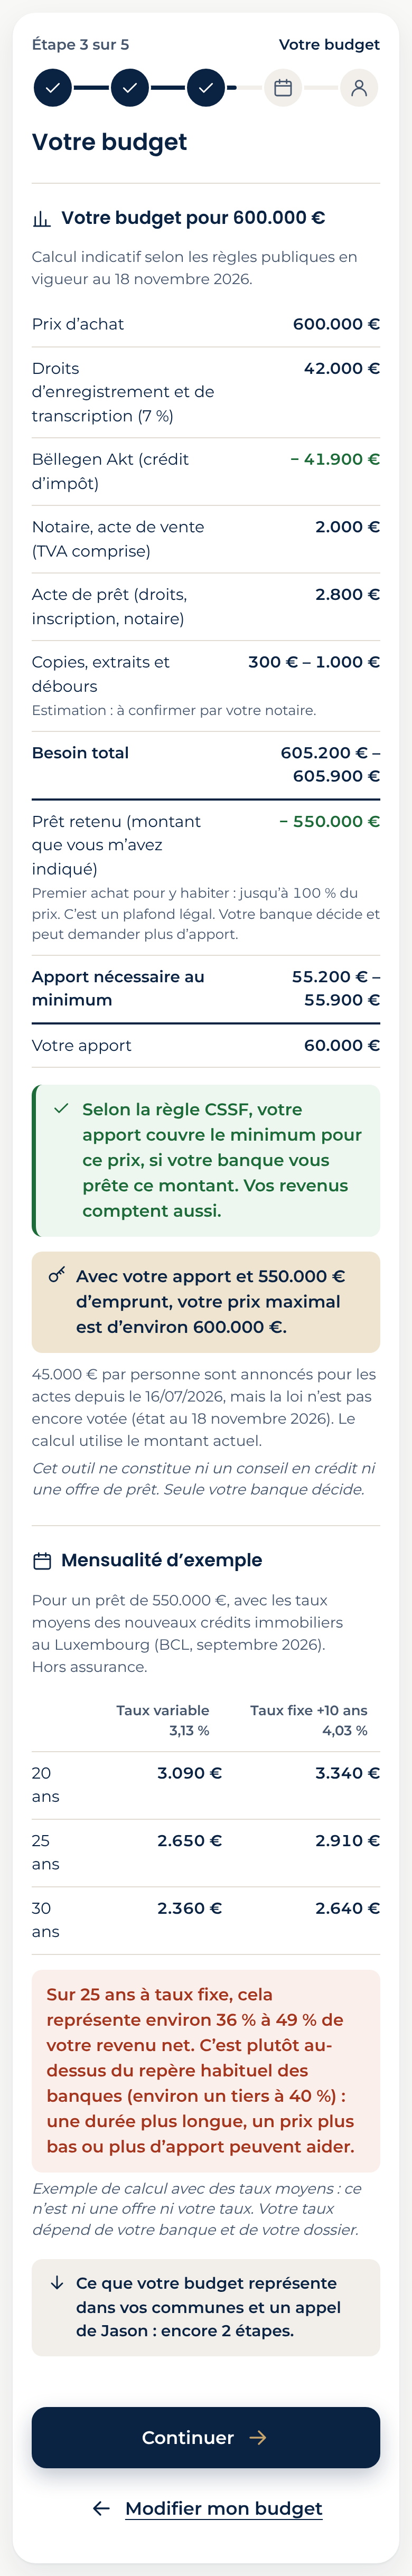 Étape 3 sur 5
Votre budget
Votre budget
Votre budget pour 600.000 €
Calcul indicatif selon les règles publiques en
vigueur au 18 novembre 2026.
Prix d’achat 600.000 €
Droits 42.000 €
d’enregistrement et de
transcription (7 %)
Bëllegen Akt (crédit − 41.900 €
d’impôt)
Notaire, acte de vente 2.000 €
(TVA comprise)
Acte de prêt (droits, 2.800 €
inscription, notaire)
Copies, extraits et 300 € – 1.000 €
débours
Estimation : à confirmer par votre notaire.
Besoin total 605.200 € –
605.900 €
Prêt retenu (montant − 550.000 €
que vous m’avez
indiqué)
Premier achat pour y habiter : jusqu’à 100 % du
prix. C’est un plafond légal. Votre banque décide et
peut demander plus d’apport.
Apport nécessaire au 55.200 € –
minimum 55.900 €
Votre apport 60.000 €
Selon la règle CSSF, votre
apport couvre le minimum pour
ce prix, si votre banque vous
prête ce montant. Vos revenus
comptent aussi.
Avec votre apport et 550.000 €
d’emprunt, votre prix maximal
est d’environ 600.000 €.
45.000 € par personne sont annoncés pour les
actes depuis le 16/07/2026, mais la loi n’est pas
encore votée (état au 18 novembre 2026). Le
calcul utilise le montant actuel.
Cet outil ne constitue ni un conseil en crédit ni
une offre de prêt. Seule votre banque décide.
Mensualité d’exemple
Pour un prêt de 550.000 €, avec les taux
moyens des nouveaux crédits immobiliers
au Luxembourg (BCL, septembre 2026).
Hors assurance.
Taux variable Taux fixe +10 ans
3,13 % 4,03 %
20 3.090 € 3.340 €
ans
25 2.650 € 2.910 €
ans
30 2.360 € 2.640 €
ans
Sur 25 ans à taux fixe, cela
représente environ 36 % à 49 % de
votre revenu net. C’est plutôt au-
dessus du repère habituel des
banques (environ un tiers à 40 %) :
une durée plus longue, un prix plus
bas ou plus d’apport peuvent aider.
Exemple de calcul avec des taux moyens : ce
n’est ni une offre ni votre taux. Votre taux
dépend de votre banque et de votre dossier.
Ce que votre budget représente
dans vos communes et un appel
de Jason : encore 2 étapes.
Continuer
Modifier mon budget